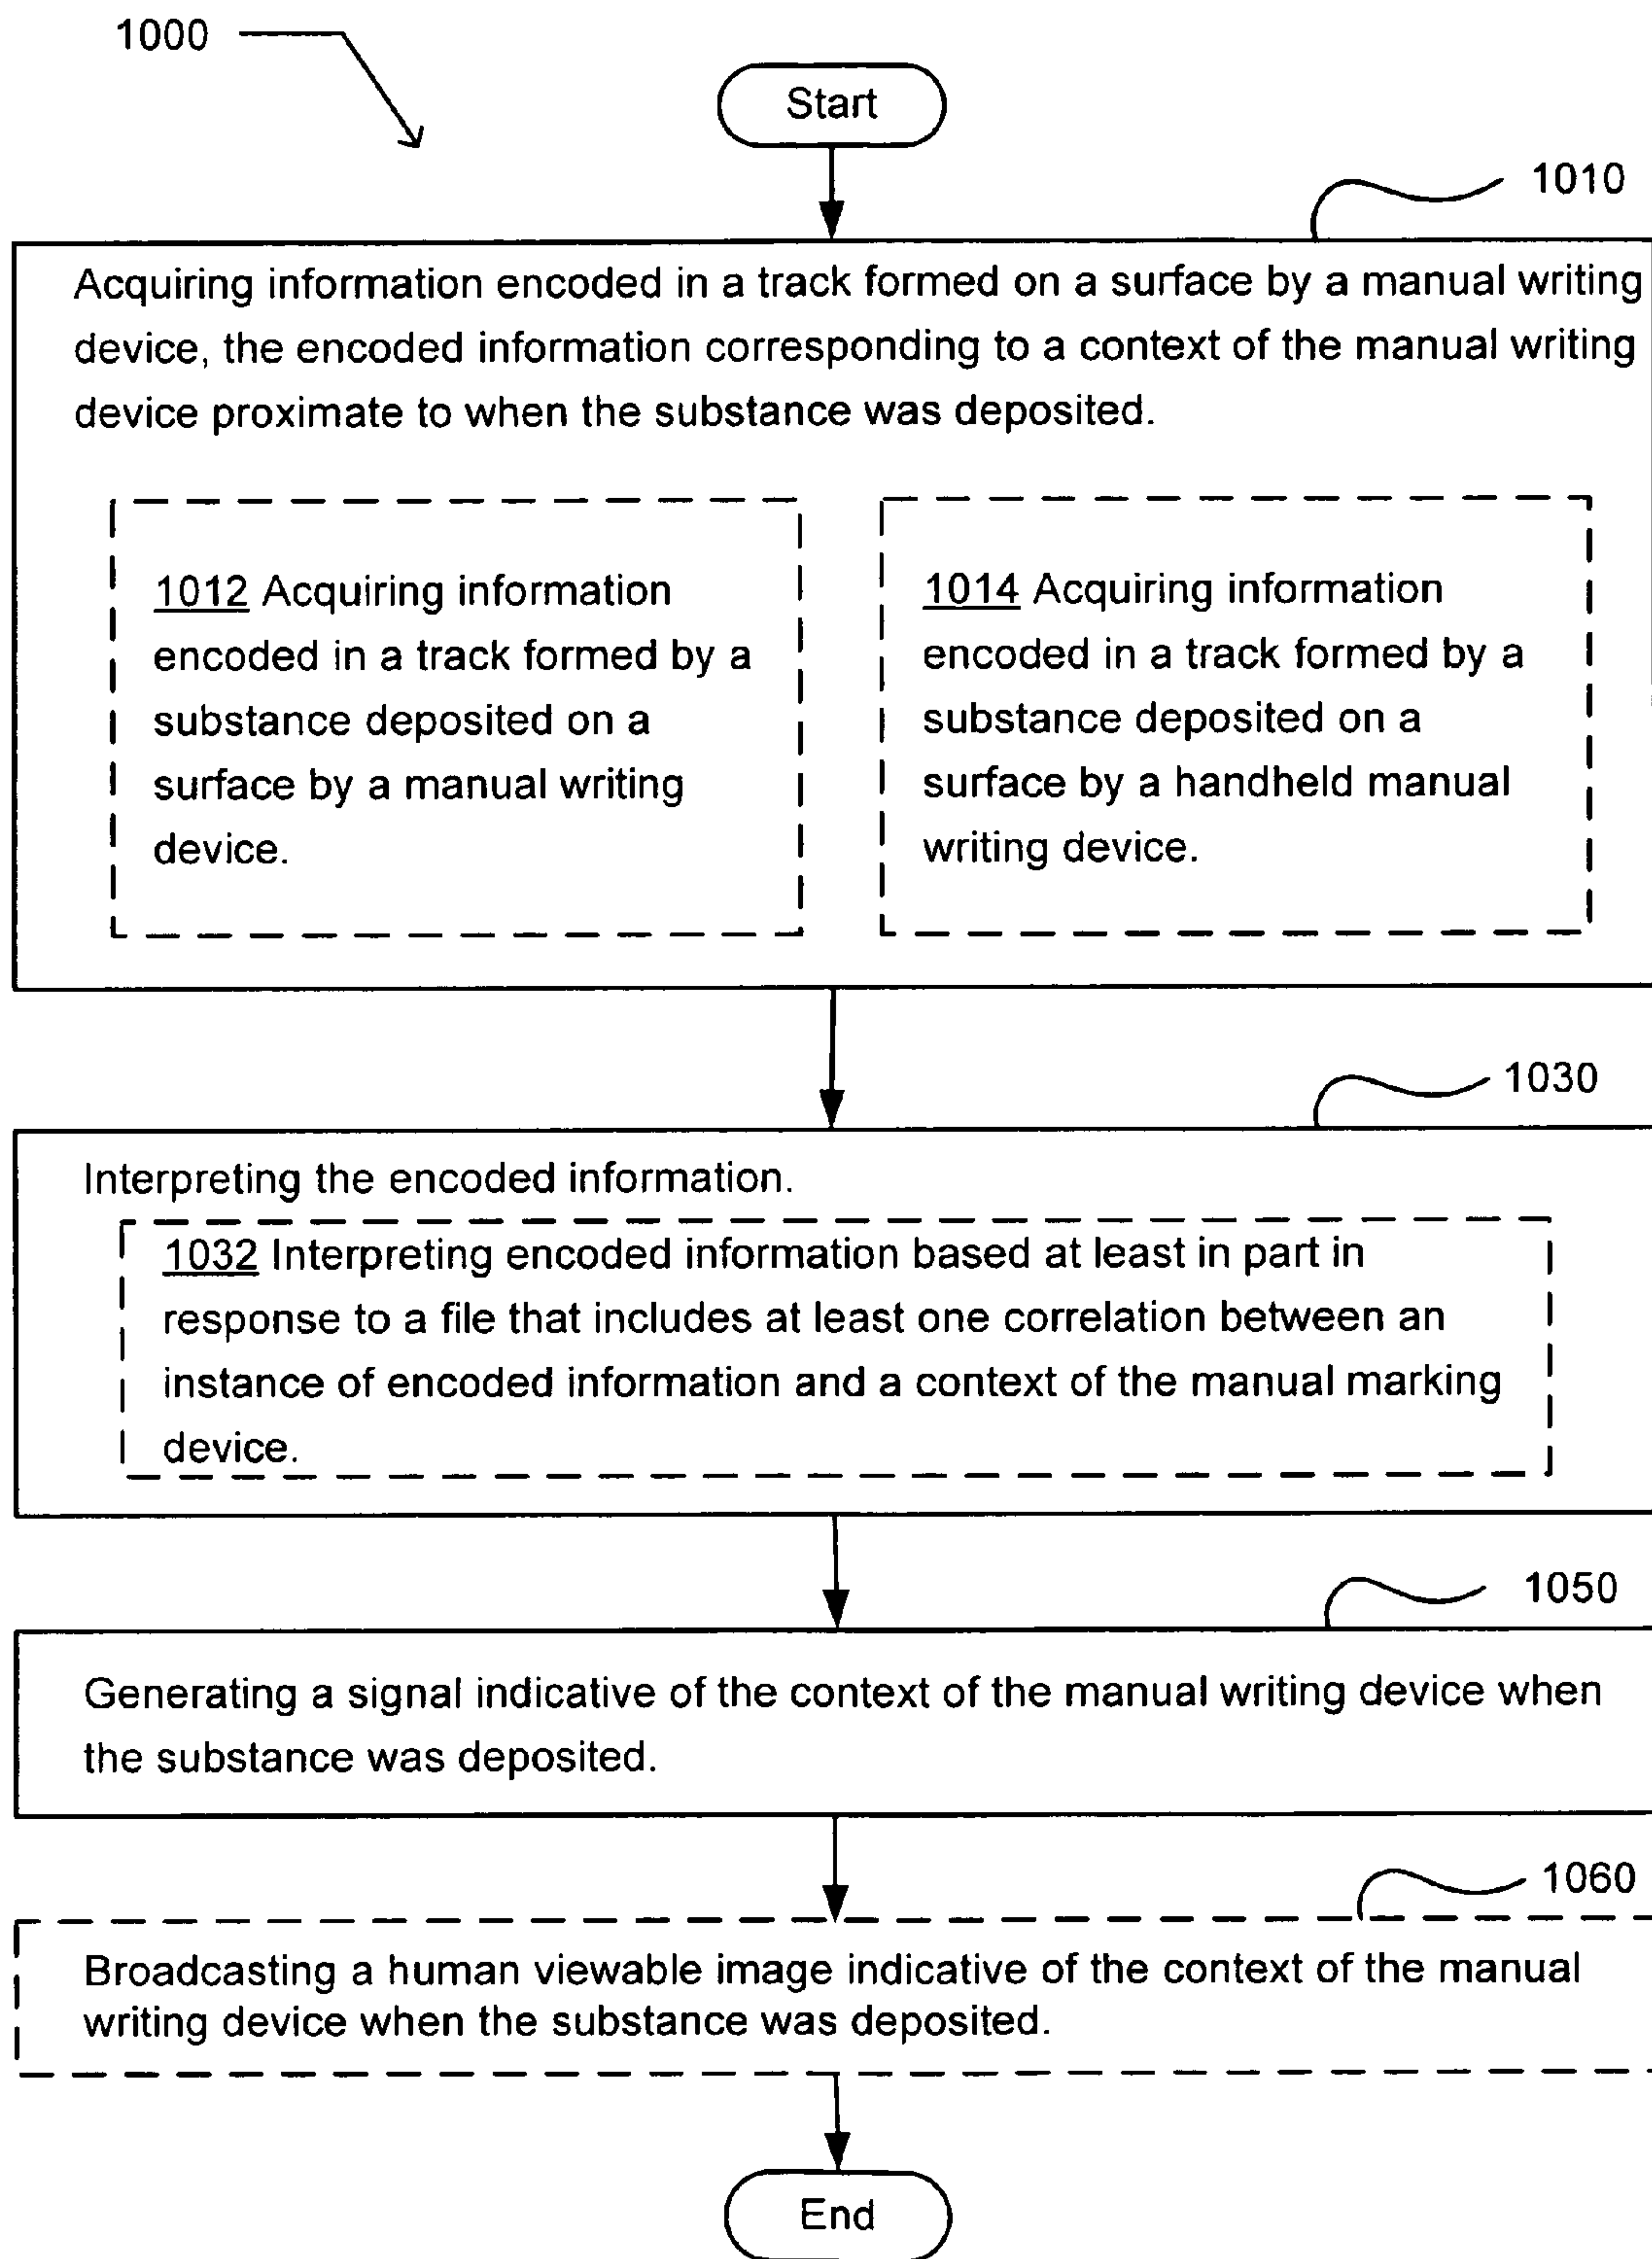 1000
Start
1010
Acquiring information encoded in a track formed on a surface by a manual writing
device, the encoded information corresponding to a context of the manual writing
device proximate to when the substance was deposited.
1012 Acquiring information
encoded in a track formed by a
substance deposited on a
surface by a manual writing
device.
1014 Acquiring information
encoded in a track formed by a
substance deposited on a
surface by a handheld manual
writing device.
1030
Interpreting the encoded information.
1032 Interpreting encoded information based at least in part in
response to a file that includes at least one correlation between an
instance of encoded information and a context of the manual marking
device.
1050
Generating a signal indicative of the context of the manual writing device when
the substance was deposited.
1060
Broadcasting a human viewable image indicative of the context of the manual
writing device when the substance was deposited.
End